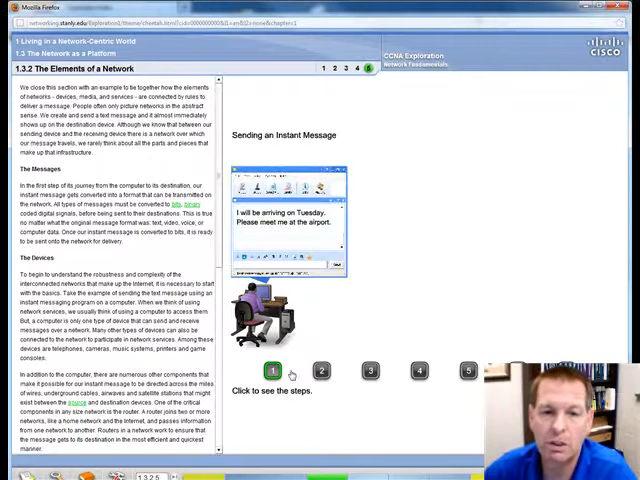 Mozilla Firefox
networking.stanly.edu
1 Living in a Network-Centric World
1.3 The Network as a Platform
CCNA Exploration
Network Fundamentals
CISCO
1.3.2 The Elements of a Network
1 2 3 4 5
We close this section with an example to tie together how the elements
of networks - devices, media, and services - are connected by rules to
deliver a message. People often only picture networks in the abstract
sense. We create and send a text message and it almost immediately
shows up on the destination device. Although we know that between our
sending device and the receiving device there is a network over which
our message travels, we rarely think about all the parts and pieces that
make up that infrastructure.
The Messages
In the first step of its journey from the computer to its destination, our
instant message gets converted into a format that can be transmitted on
the network. All types of messages must be converted to bits, binary
coded digital signals, before being sent to their destinations. This is true
no matter what the original message format was: text, video, voice, or
computer data. Once our instant message is converted to bits, it is ready
to be sent onto the network for delivery.
The Devices
To begin to understand the robustness and complexity of the
interconnected networks that make up the Internet, it is necessary to start
with the basics. Take the example of sending the text message using an
instant messaging program on a computer. When we think of using
network services, we usually think of using a computer to access them.
But, a computer is only one type of device that can send and receive
messages over a network. Many other types of devices can also be
connected to the network to participate in network services. Among these
devices are telephones, cameras, music systems, printers and game
consoles.
In addition to the computer, there are numerous other components that
make it possible for our instant message to be directed across the miles
of wires, underground cables, airwaves and satellite stations that might
exist between the source and destination devices. One of the critical
components in any size network is the router. A router joins two or more
networks, like a home network and the Internet, and passes information
from one network to another. Routers in a network work to ensure that
the message gets to its destination in the most efficient and quickest
manner.
Sending an Instant Message
I will be arriving on Tuesday.
Please meet me at the airport.
1 2 3 4 5
Click to see the steps.
1.3.2.5